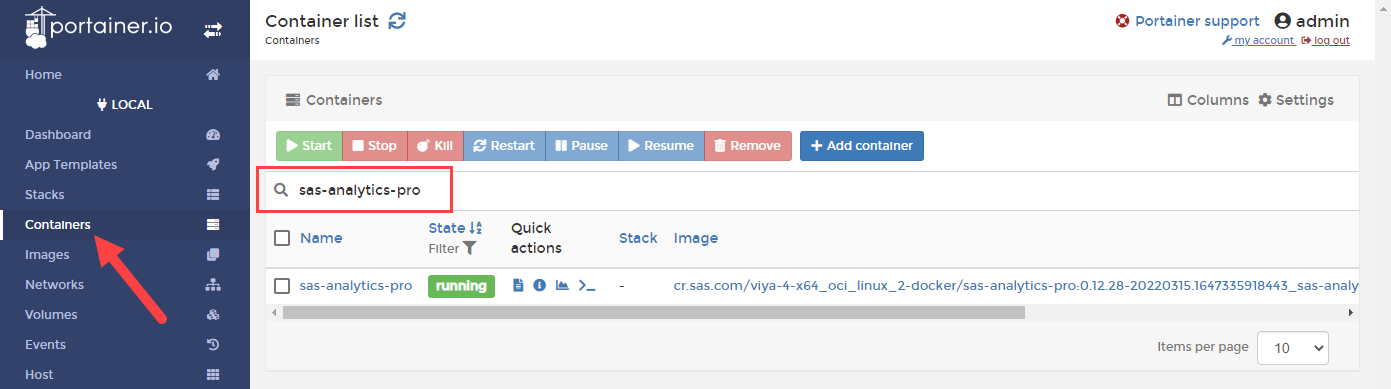 portainer.io
Home
LOCAL
Dashboard
App Templates
Stacks
Containers
Images
Networks
Volumes
Events
Host
Container list
Containers
Portainer support admin
my account log out
Containers
Columns Settings
Start Stop Kill Restart Pause Resume Remove Add container
sas-analytics-pro
Name State Filter Quick actions Stack Image
sas-analytics-pro running - cr.sas.com/viya-4-x64_oci_linux_2-docker/sas-analytics-pro:0.12.28-20220315.1647335918443_sas-analy
Items per page 10